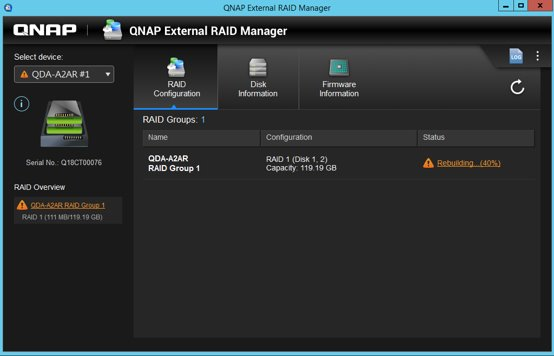 QNAP External RAID Manager
QNAP
QNAP External RAID Manager
Select device:
QDA-A2AR #1
Serial No.: Q18CT00076
RAID Overview
QDA-A2AR RAID Group 1
RAID 1 (111 MB/119.19 GB)
RAID
Configuration
Disk
Information
Firmware
Information
LOG
RAID Groups: 1
Name Configuration Status
QDA-A2AR
RAID Group 1
RAID 1 (Disk 1, 2)
Capacity: 119.19 GB
Rebuilding...(40%)